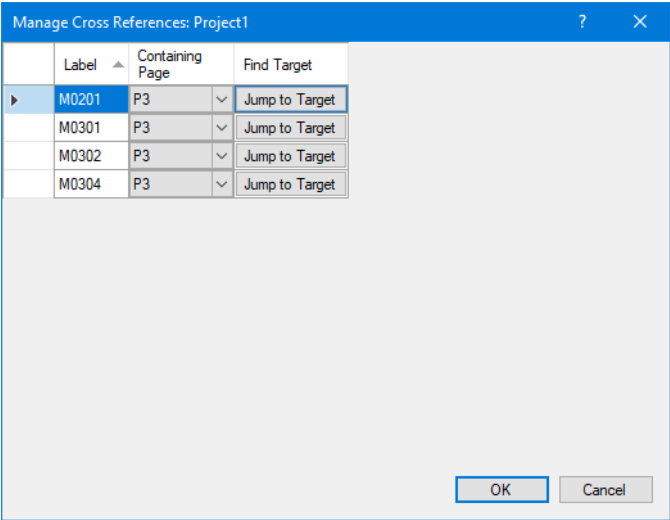 Manage Cross References: Project1 ?
Label Containing Page Find Target
M0201 P3 Jump to Target
M0301 P3 Jump to Target
M0302 P3 Jump to Target
M0304 P3 Jump to Target
OK Cancel